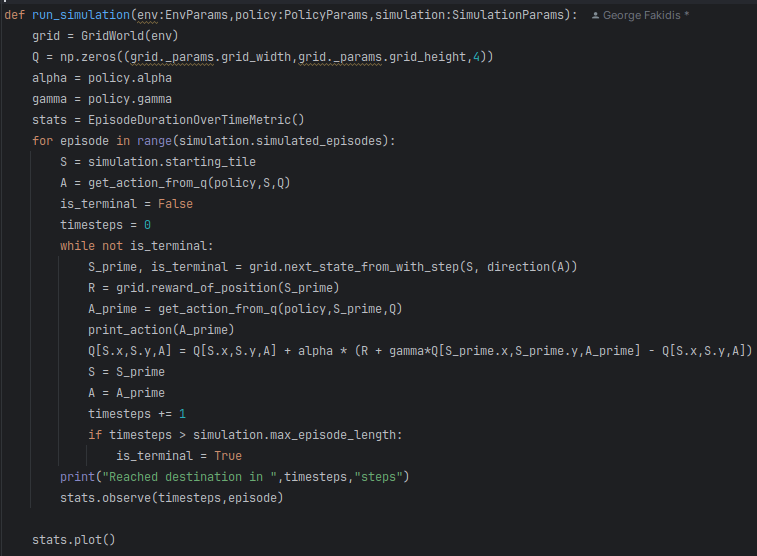 def run_simulation(env:EnvParams,policy:PolicyParams,simulation:SimulationParams): George Fakidis *
    grid = GridWorld(env)
    Q = np.zeros((grid._params.grid_width,grid._params.grid_height,4))
    alpha = policy.alpha
    gamma = policy.gamma
    stats = EpisodeDurationOverTimeMetric()
    for episode in range(simulation.simulated_episodes):
        S = simulation.starting_tile
        A = get_action_from_q(policy,S,Q)
        is_terminal = False
        timesteps = 0
        while not is_terminal:
            S_prime, is_terminal = grid.next_state_from_with_step(S, direction(A))
            R = grid.reward_of_position(S_prime)
            A_prime = get_action_from_q(policy,S_prime,Q)
            print_action(A_prime)
            Q[S.x,S.y,A] = Q[S.x,S.y,A] + alpha * (R + gamma*Q[S_prime.x,S_prime.y,A_prime] - Q[S.x,S.y,A])
            S = S_prime
            A = A_prime
            timesteps += 1
            if timesteps > simulation.max_episode_length:
                is_terminal = True
        print("Reached destination in ",timesteps,"steps")
        stats.observe(timesteps,episode)

    stats.plot()